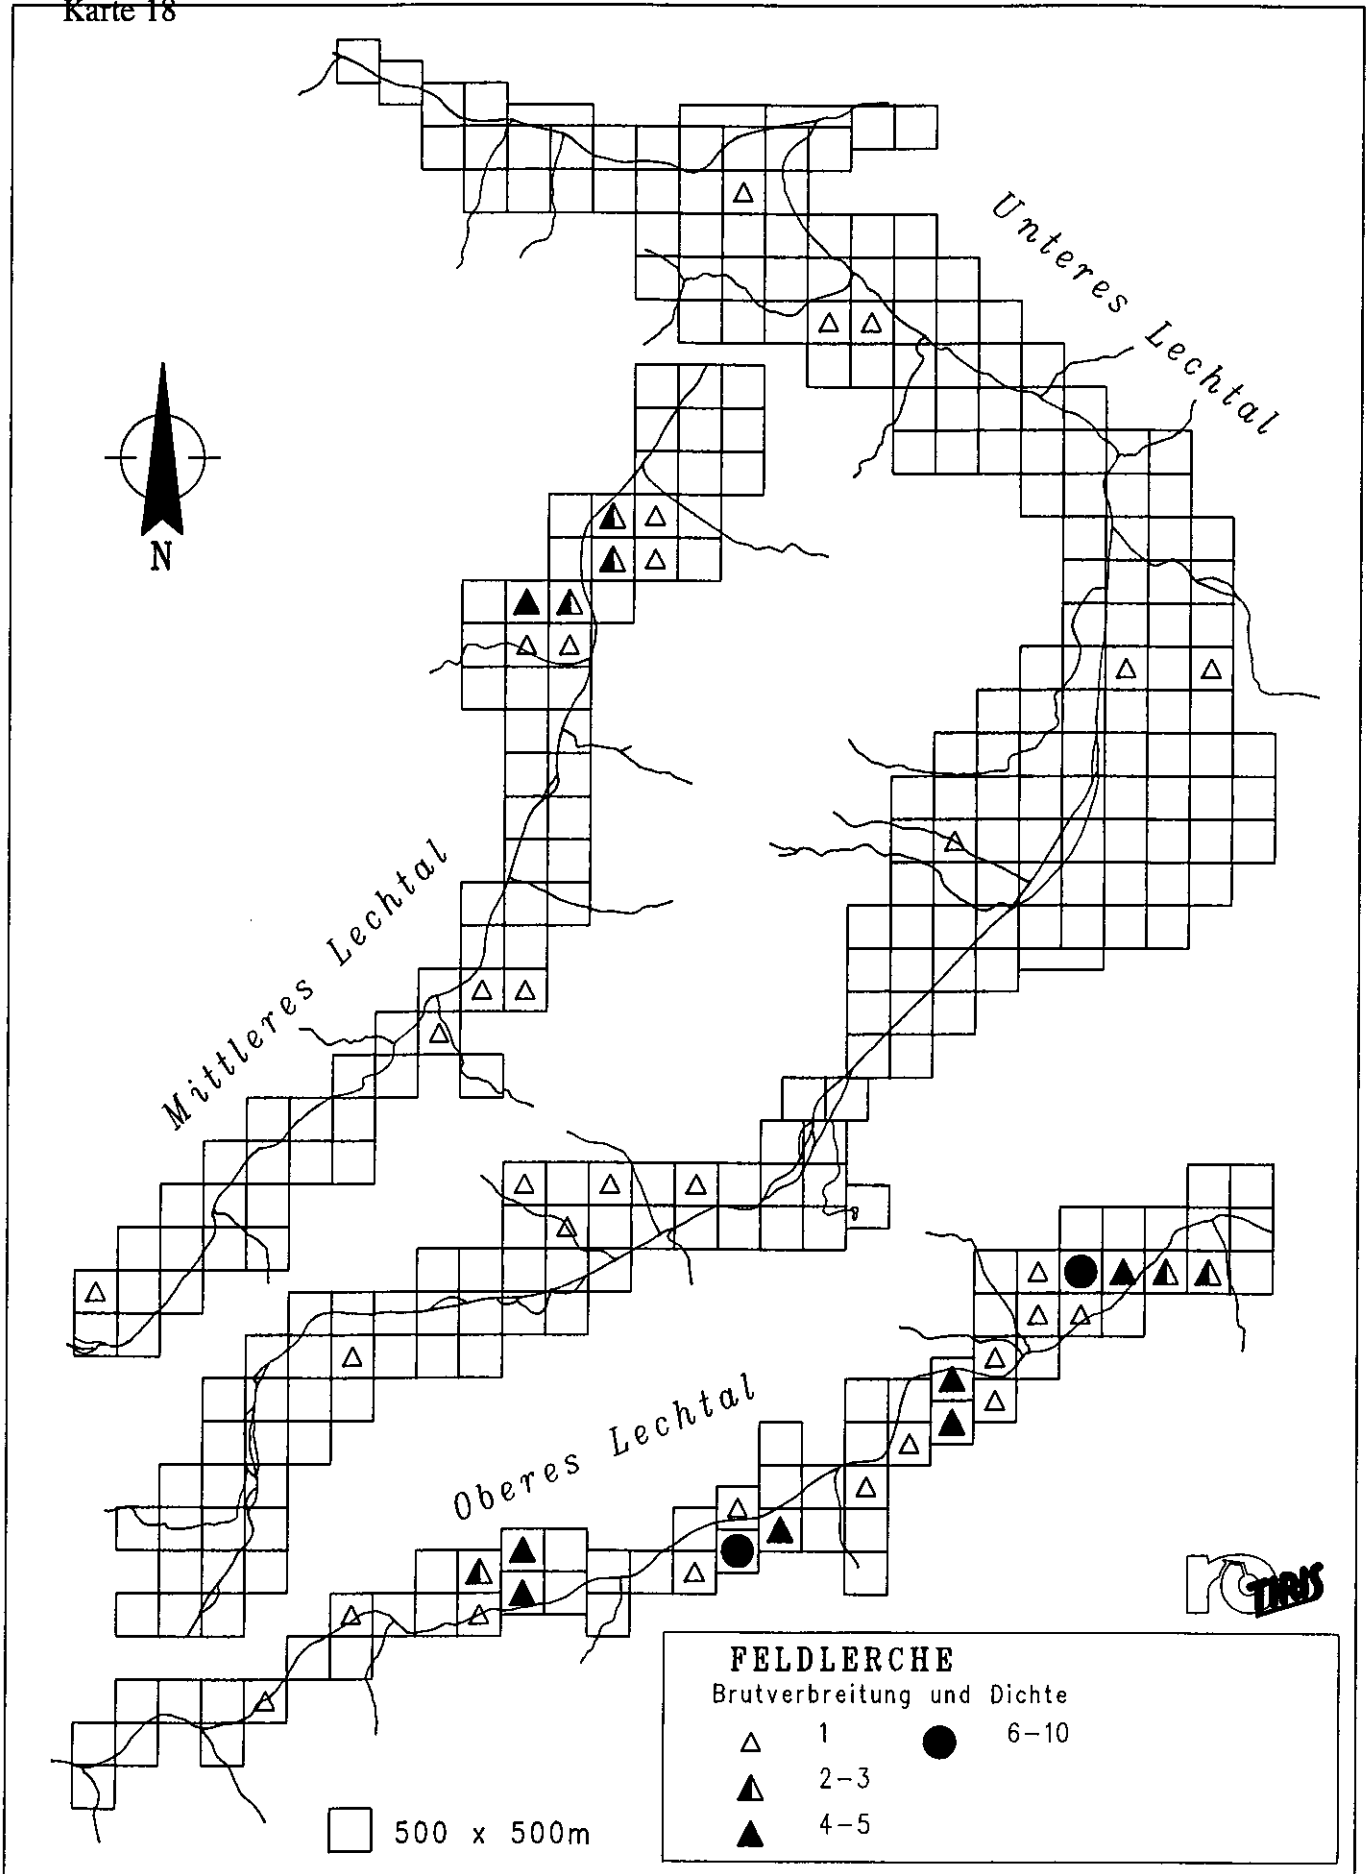 Karte 18
Unteres Lechtal
N
Mittleres Lechtal
Oberes Lechtal
TIRIS
FELDLERCHE
Brutverbreitung und Dichte
1 6-10
2-3
4-5
500 x 500m